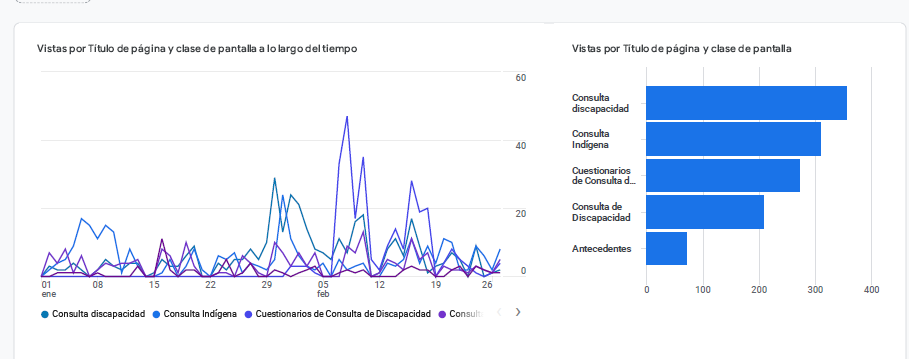 Vistas por Título de página y clase de pantalla a lo largo del tiempo
60
40
20
0
01
ene
08
15
22
29
05
feb
12
19
26
Consulta discapacidad
Consulta Indígena
Cuestionarios de Consulta de Discapacidad
Consult
Vistas por Título de página y clase de pantalla
Consulta
discapacidad
Consulta
Indígena
Cuestionarios
de Consulta d...
Consulta de
Discapacidad
Antecedentes
0
100
200
300
400